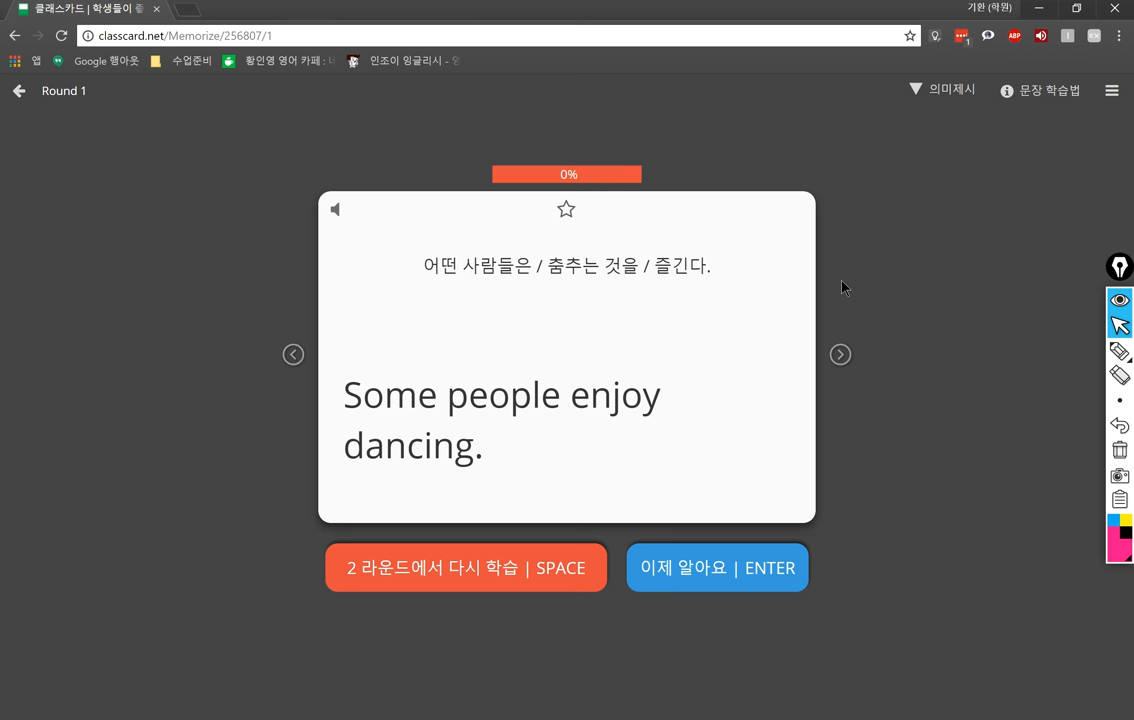 클래스카드 | 학생들이 즐
기환 (학원)
classcard.net/Memorize/256807/1
1
ABP
앱
Google 행아웃
수업준비
황인영 영어 카페 : 네
인조이 잉글리시 -
Round 1
의미제시
문장 학습법
0%
어떤 사람들은 / 춤추는 것을 / 즐긴다.
Some people enjoy
dancing.
2 라운드에서 다시 학습 | SPACE
이제 알아요 | ENTER